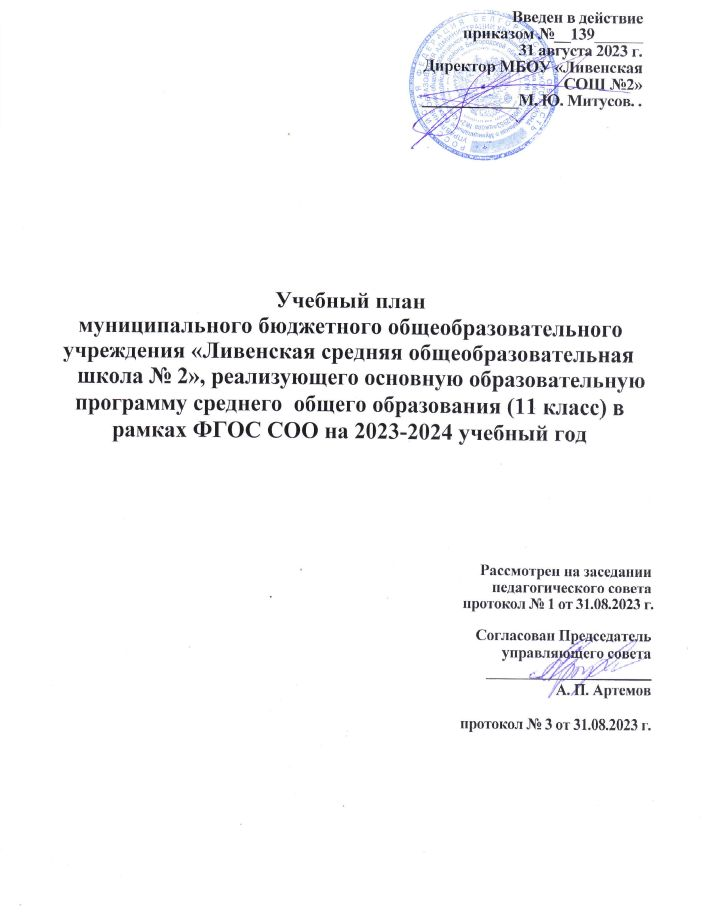 Введен в действие
приказом №__139______
31 августа 2023 г.
Директор МБОУ «Ливенская
СОШ №2»
____________М. Ю. Митусов. .
Учебный план
муниципального бюджетного общеобразовательного
учреждения «Ливенская средняя общеобразовательная
школа № 2», реализующего основную образовательную
программу среднего общего образования (11 класс) в
рамках ФГОС СОО на 2023-2024 учебный год
Рассмотрен на заседании
педагогического совета
протокол № 1 от 31.08.2023 г.
Согласован Председатель
управляющего совета
______________________
А. П. Артемов
протокол № 3 от 31.08.2023 г.